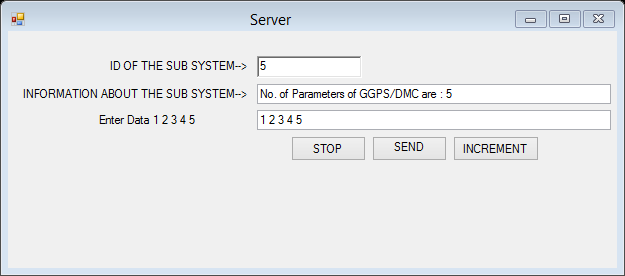 Server
ID OF THE SUB SYSTEM--> 5
INFORMATION ABOUT THE SUB SYSTEM--> No. of Parameters of GGPS/DMC are : 5
Enter Data 1 2 3 4 5 1 2 3 4 5
STOP SEND INCREMENT